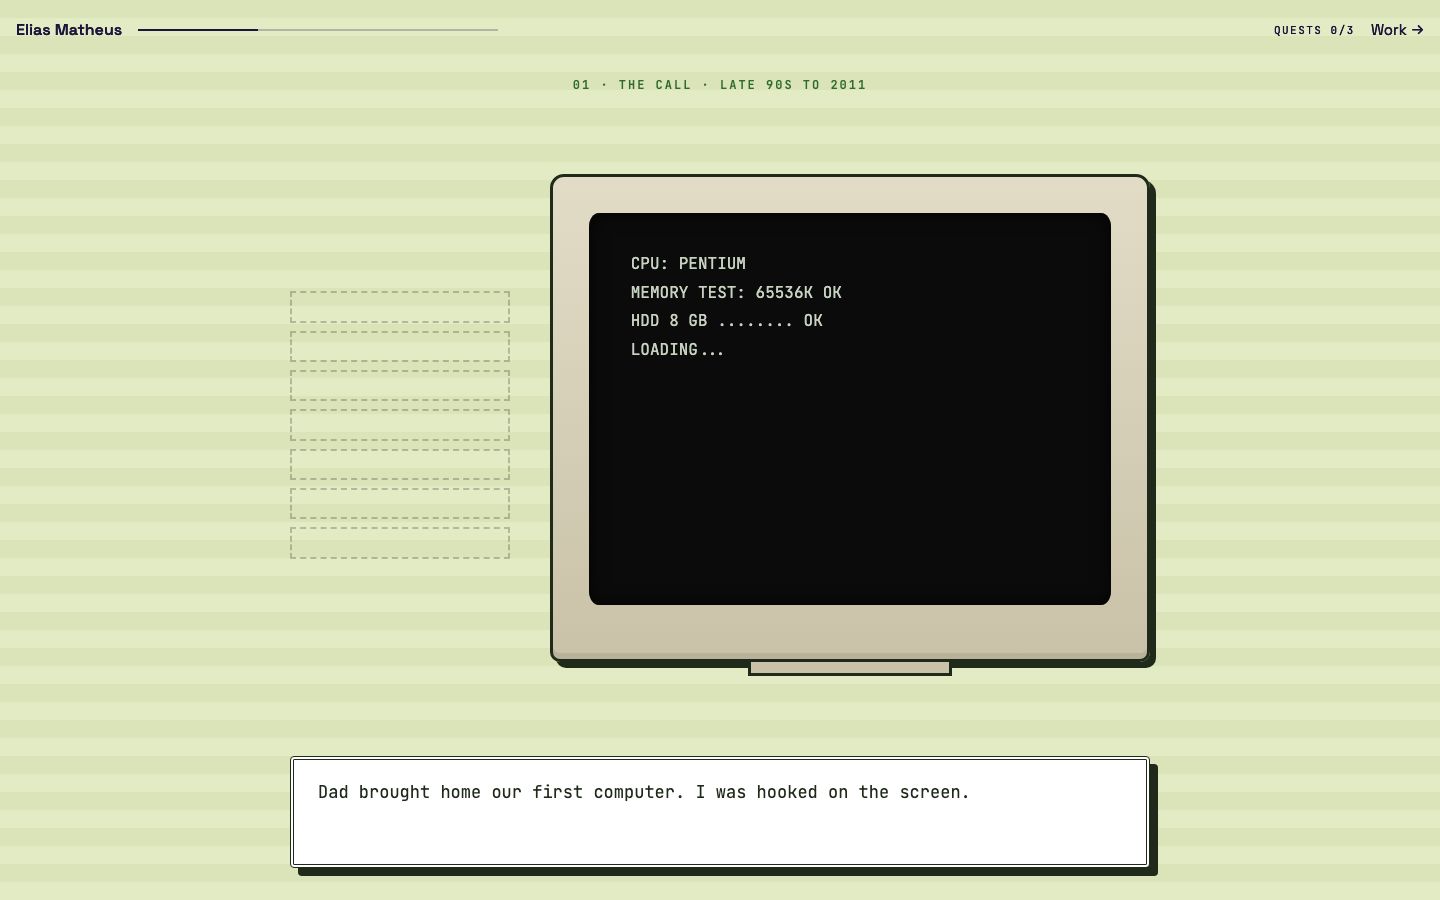 Elias Matheus
QUESTS 0/3
Work →
01 · THE CALL · LATE 90S TO 2011
CPU: PENTIUM
MEMORY TEST: 65536K OK
HDD 8 GB ........ OK
LOADING...
Dad brought home our first computer. I was hooked on the screen.